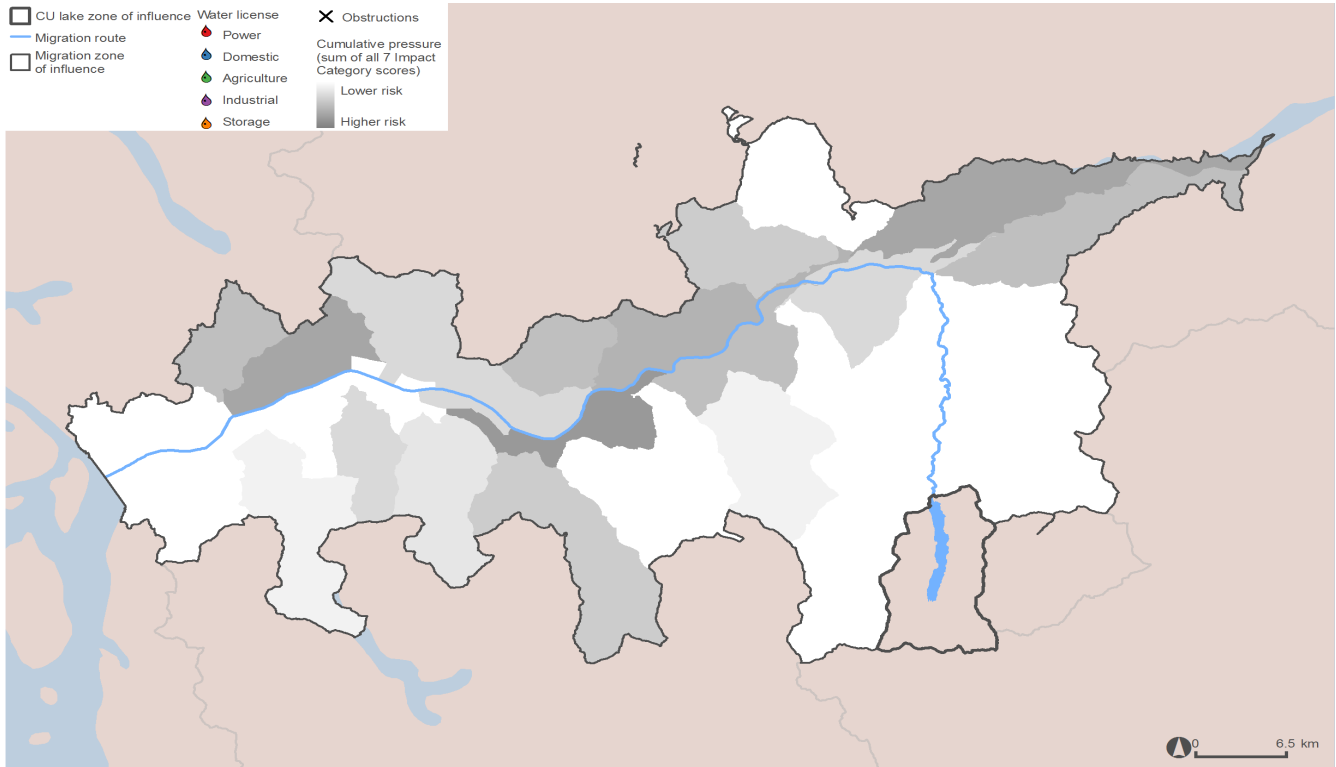 CU lake zone of influence
Migration route
Migration zone
of influence
Water license
Power
Domestic
Agriculture
Industrial
Storage
Obstructions
Cumulative pressure
(sum of all 7 Impact
Category scores)
Lower risk
Higher risk
0 6.5 km